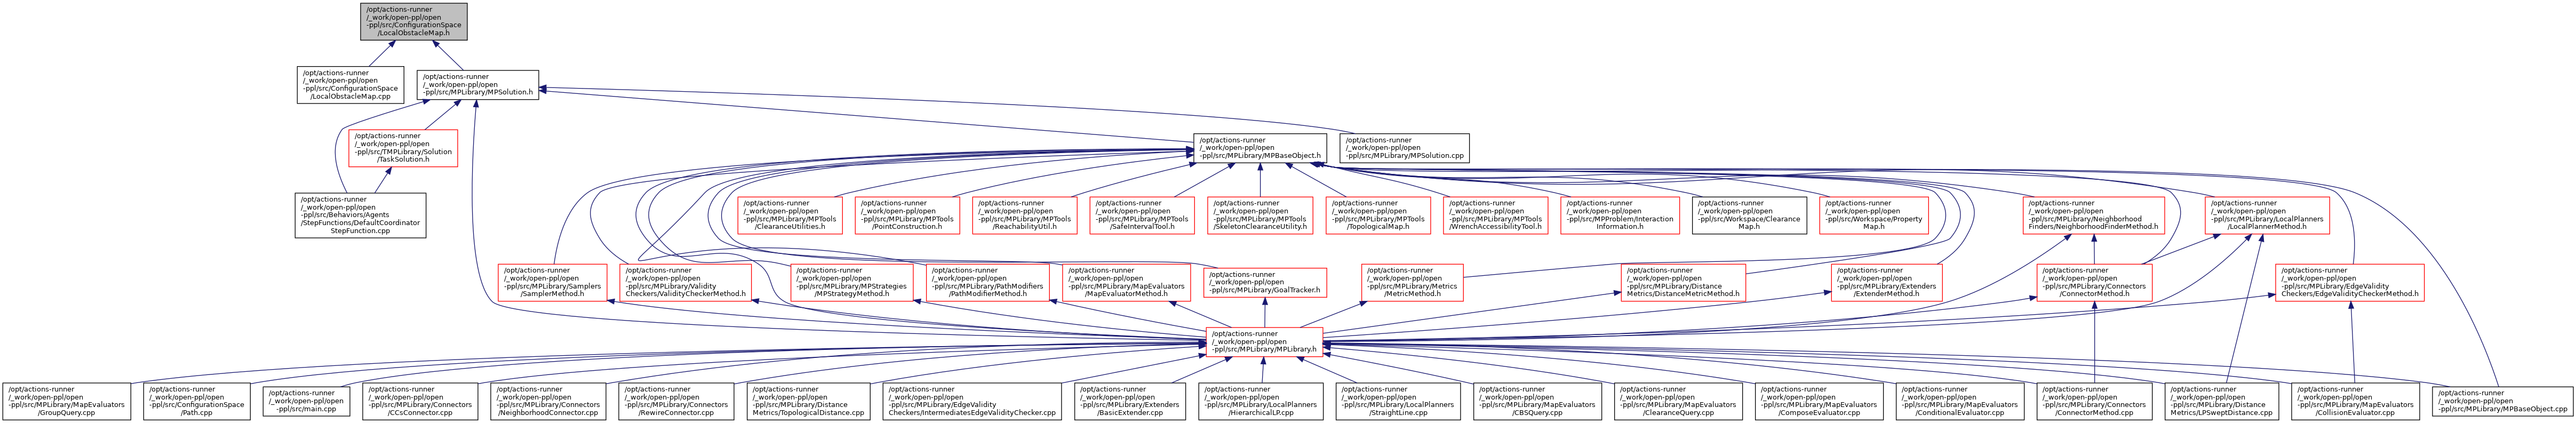 /opt/actions-runner
/_work/open-ppl/open
-ppl/src/ConfigurationSpace
/LocalObstacleMap.h
/opt/actions-runner
/_work/open-ppl/open
-ppl/src/ConfigurationSpace
/LocalObstacleMap.cpp
/opt/actions-runner
/_work/open-ppl/open
-ppl/src/MPLibrary/MPSolution.h
/opt/actions-runner
/_work/open-ppl/open
-ppl/src/TMPLibrary/Solution
/TaskSolution.h
/opt/actions-runner
/_work/open-ppl/open
-ppl/src/MPLibrary/MPBaseObject.h
/opt/actions-runner
/_work/open-ppl/open
-ppl/src/MPLibrary/MPSolution.cpp
/opt/actions-runner
/_work/open-ppl/open
-ppl/src/Behaviors/Agents
/StepFunctions/DefaultCoordinator
StepFunction.cpp
/opt/actions-runner
/_work/open-ppl/open
-ppl/src/MPLibrary/MPTools
/ClearanceUtilities.h
/opt/actions-runner
/_work/open-ppl/open
-ppl/src/MPLibrary/MPTools
/PointConstruction.h
/opt/actions-runner
/_work/open-ppl/open
-ppl/src/MPLibrary/MPTools
/ReachabilityUtil.h
/opt/actions-runner
/_work/open-ppl/open
-ppl/src/MPLibrary/MPTools
/SafeIntervalTool.h
/opt/actions-runner
/_work/open-ppl/open
-ppl/src/MPLibrary/MPTools
/SkeletonClearanceUtility.h
/opt/actions-runner
/_work/open-ppl/open
-ppl/src/MPLibrary/MPTools
/TopologicalMap.h
/opt/actions-runner
/_work/open-ppl/open
-ppl/src/MPLibrary/MPTools
/WrenchAccessibilityTool.h
/opt/actions-runner
/_work/open-ppl/open
-ppl/src/MPProblem/Interaction
Information.h
/opt/actions-runner
/_work/open-ppl/open
-ppl/src/Workspace/Clearance
Map.h
/opt/actions-runner
/_work/open-ppl/open
-ppl/src/Workspace/Property
Map.h
/opt/actions-runner
/_work/open-ppl/open
-ppl/src/MPLibrary/Neighborhood
Finders/NeighborhoodFinderMethod.h
/opt/actions-runner
/_work/open-ppl/open
-ppl/src/MPLibrary/LocalPlanners
/LocalPlannerMethod.h
/opt/actions-runner
/_work/open-ppl/open
-ppl/src/MPLibrary/Samplers
/SamplerMethod.h
/opt/actions-runner
/_work/open-ppl/open
-ppl/src/MPLibrary/Validity
Checkers/ValidityCheckerMethod.h
/opt/actions-runner
/_work/open-ppl/open
-ppl/src/MPLibrary/MPStrategies
/MPStrategyMethod.h
/opt/actions-runner
/_work/open-ppl/open
-ppl/src/MPLibrary/PathModifiers
/PathModifierMethod.h
/opt/actions-runner
/_work/open-ppl/open
-ppl/src/MPLibrary/MapEvaluators
/MapEvaluatorMethod.h
/opt/actions-runner
/_work/open-ppl/open
-ppl/src/MPLibrary/GoalTracker.h
/opt/actions-runner
/_work/open-ppl/open
-ppl/src/MPLibrary/Metrics
/MetricMethod.h
/opt/actions-runner
/_work/open-ppl/open
-ppl/src/MPLibrary/Distance
Metrics/DistanceMetricMethod.h
/opt/actions-runner
/_work/open-ppl/open
-ppl/src/MPLibrary/Extenders
/ExtenderMethod.h
/opt/actions-runner
/_work/open-ppl/open
-ppl/src/MPLibrary/Connectors
/ConnectorMethod.h
/opt/actions-runner
/_work/open-ppl/open
-ppl/src/MPLibrary/EdgeValidity
Checkers/EdgeValidityCheckerMethod.h
/opt/actions-runner
/_work/open-ppl/open
-ppl/src/MPLibrary/MPLibrary.h
/opt/actions-runner
/_work/open-ppl/open
-ppl/src/MPLibrary/MapEvaluators
/GroupQuery.cpp
/opt/actions-runner
/_work/open-ppl/open
-ppl/src/ConfigurationSpace
/Path.cpp
/opt/actions-runner
/_work/open-ppl/open
-ppl/src/main.cpp
/opt/actions-runner
/_work/open-ppl/open
-ppl/src/MPLibrary/Connectors
/CCsConnector.cpp
/opt/actions-runner
/_work/open-ppl/open
-ppl/src/MPLibrary/Connectors
/NeighborhoodConnector.cpp
/opt/actions-runner
/_work/open-ppl/open
-ppl/src/MPLibrary/Connectors
/RewireConnector.cpp
/opt/actions-runner
/_work/open-ppl/open
-ppl/src/MPLibrary/Distance
Metrics/TopologicalDistance.cpp
/opt/actions-runner
/_work/open-ppl/open
-ppl/src/MPLibrary/EdgeValidity
Checkers/IntermediatesEdgeValidityChecker.cpp
/opt/actions-runner
/_work/open-ppl/open
-ppl/src/MPLibrary/Extenders
/BasicExtender.cpp
/opt/actions-runner
/_work/open-ppl/open
-ppl/src/MPLibrary/LocalPlanners
/HierarchicalLP.cpp
/opt/actions-runner
/_work/open-ppl/open
-ppl/src/MPLibrary/LocalPlanners
/StraightLine.cpp
/opt/actions-runner
/_work/open-ppl/open
-ppl/src/MPLibrary/MapEvaluators
/CBSQuery.cpp
/opt/actions-runner
/_work/open-ppl/open
-ppl/src/MPLibrary/MapEvaluators
/ClearanceQuery.cpp
/opt/actions-runner
/_work/open-ppl/open
-ppl/src/MPLibrary/MapEvaluators
/ComposeEvaluator.cpp
/opt/actions-runner
/_work/open-ppl/open
-ppl/src/MPLibrary/MapEvaluators
/ConditionalEvaluator.cpp
/opt/actions-runner
/_work/open-ppl/open
-ppl/src/MPLibrary/Connectors
/ConnectorMethod.cpp
/opt/actions-runner
/_work/open-ppl/open
-ppl/src/MPLibrary/Distance
Metrics/LPSweptDistance.cpp
/opt/actions-runner
/_work/open-ppl/open
-ppl/src/MPLibrary/MapEvaluators
/CollisionEvaluator.cpp
/opt/actions-runner
/_work/open-ppl/open
-ppl/src/MPLibrary/MPBaseObject.cpp